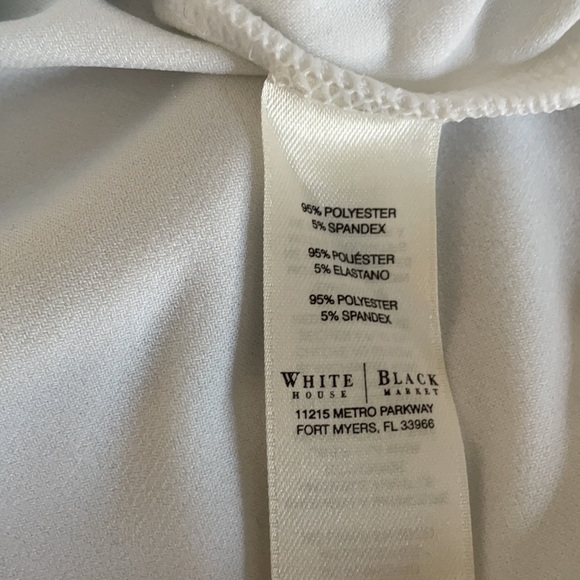 95% POLYESTER
5% SPANDEX
95% POLIÉSTER
5% ELASTANO
95% POLYESTER
5% SPANDEX
WHITE | BLACK
HOUSE MARKET
11215 METRO PARKWAY
FORT MYERS, FL 33966